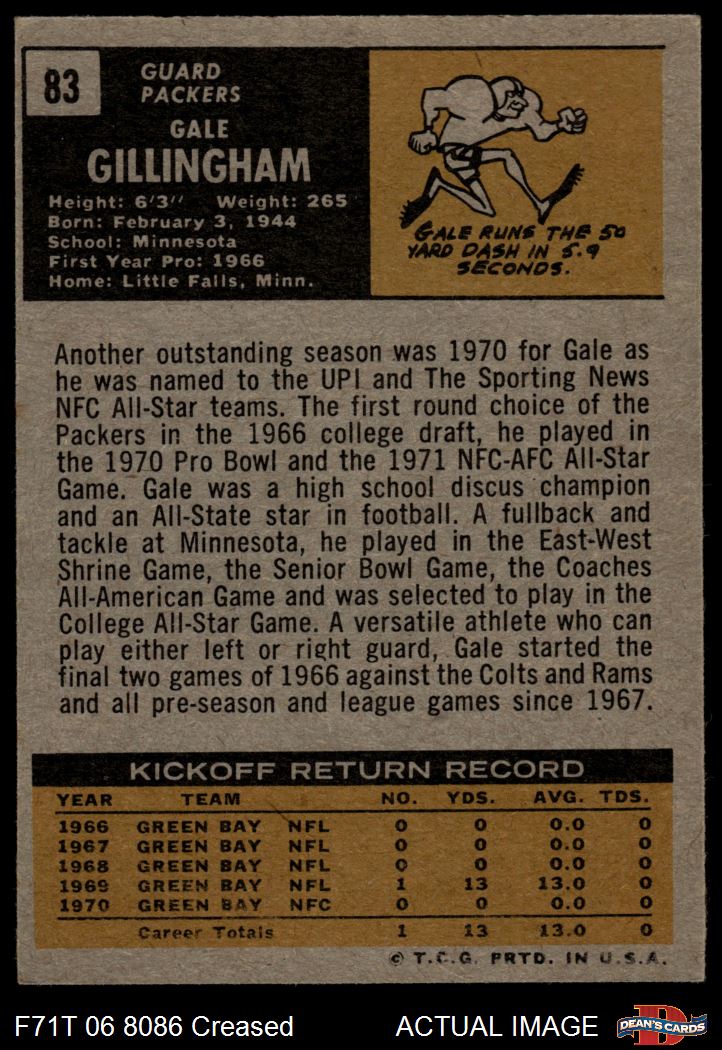 83
GUARD
PACKERS
GALE
GILLINGHAM
Height: 6'3'' Weight: 265
Born: February 3, 1944
School: Minnesota
First Year Pro: 1966
Home: Little Falls, Minn.
GALE RUNS THE 50
YARD DASH IN 5.9
SECONDS.
Another outstanding season was 1970 for Gale as
he was named to the UPI and The Sporting News
NFC All-Star teams. The first round choice of the
Packers in the 1966 college draft, he played in
the 1970 Pro Bowl and the 1971 NFC-AFC All-Star
Game. Gale was a high school discus champion
and an All-State star in football. A fullback and
tackle at Minnesota, he played in the East-West
Shrine Game, the Senior Bowl Game, the Coaches
All-American Game and was selected to play in the
College All-Star Game. A versatile athlete who can
play either left or right guard, Gale started the
final two games of 1966 against the Colts and Rams
and all pre-season and league games since 1967.
KICKOFF RETURN RECORD
YEAR TEAM NO. YDS. AVG. TDS.
1966 GREEN BAY NFL 0 0 0.0 0
1967 GREEN BAY NFL 0 0 0.0 0
1968 GREEN BAY NFL 0 0 0.0 0
1969 GREEN BAY NFL 1 13 13.0 0
1970 GREEN BAY NFC 0 0 0.0 0
Career Totals 1 13 13.0 0
© T.C.G. PRTD. IN U.S.A.
F71T 06 8086 Creased ACTUAL IMAGE
D
DEAN'S CARDS